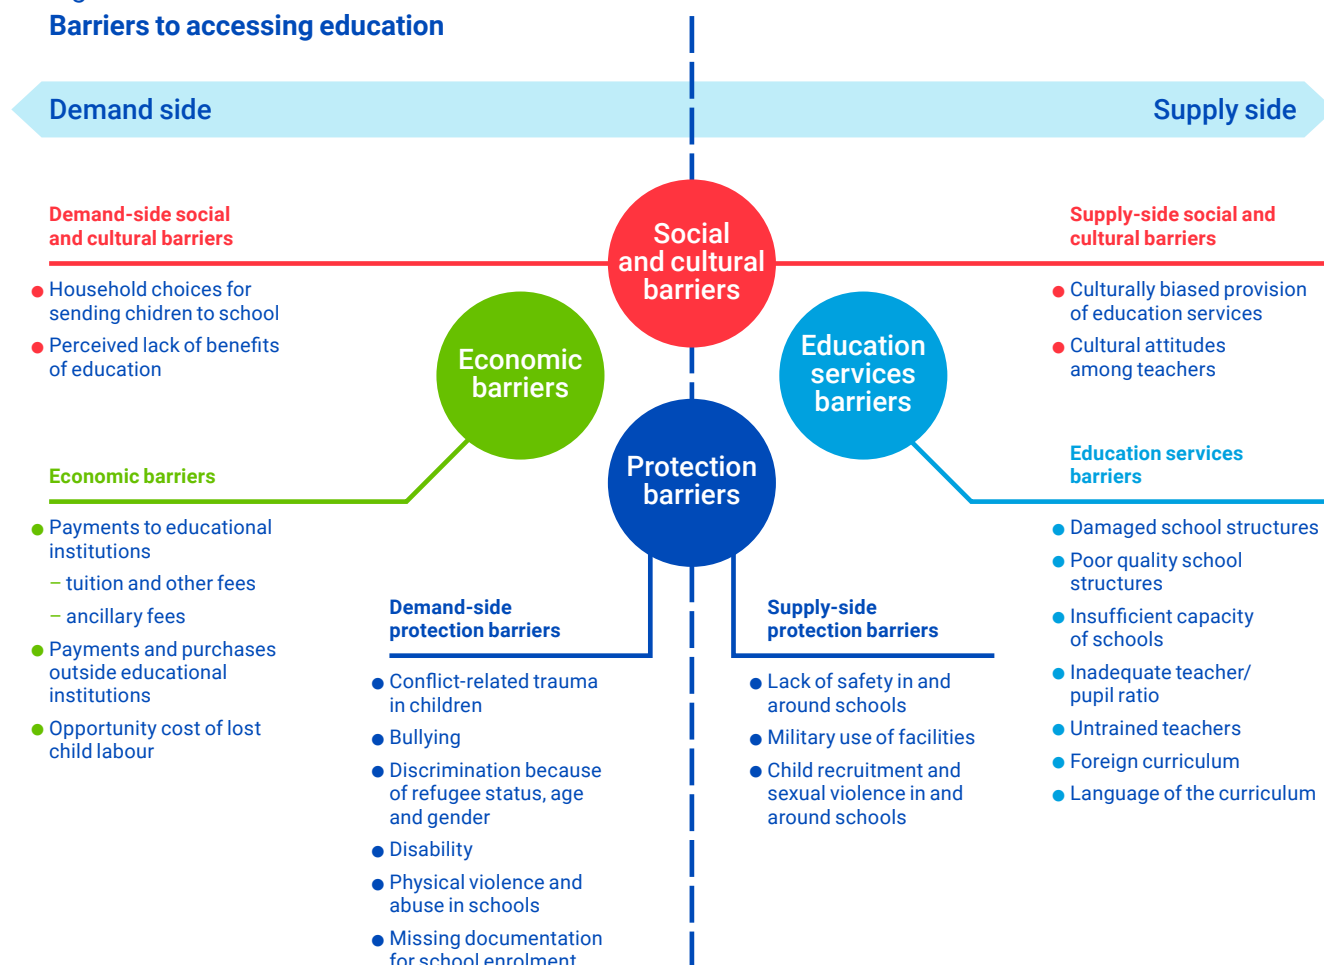 Barriers to accessing education
Demand side
Supply side
Social
and cultural
barriers
Economic
barriers
Education
services
barriers
Protection
barriers
Demand-side social
and cultural barriers
Household choices for
sending chidren to school
Perceived lack of benefits
of education
Supply-side social and
cultural barriers
Culturally biased provision
of education services
Cultural attitudes
among teachers
Economic barriers
Payments to educational
institutions
– tuition and other fees
– ancillary fees
Payments and purchases
outside educational
institutions
Opportunity cost of lost
child labour
Demand-side
protection barriers
Conflict-related trauma
in children
Bullying
Discrimination because
of refugee status, age
and gender
Disability
Physical violence and
abuse in schools
Missing documentation
for school enrolment
Supply-side
protection barriers
Lack of safety in and
around schools
Military use of facilities
Child recruitment and
sexual violence in and
around schools
Education services
barriers
Damaged school structures
Poor quality school
structures
Insufficient capacity
of schools
Inadequate teacher/
pupil ratio
Untrained teachers
Foreign curriculum
Language of the curriculum